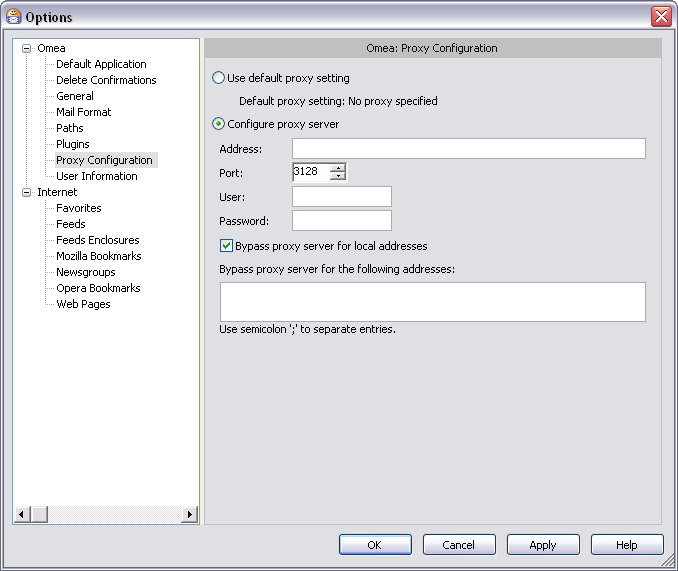 Options
Omea
Default Application
Delete Confirmations
General
Mail Format
Paths
Plugins
Proxy Configuration
User Information
Internet
Favorites
Feeds
Feeds Enclosures
Mozilla Bookmarks
Newsgroups
Opera Bookmarks
Web Pages
Omea: Proxy Configuration
Use default proxy setting
Default proxy setting: No proxy specified
Configure proxy server
Address:
Port: 3128
User:
Password:
Bypass proxy server for local addresses
Bypass proxy server for the following addresses:
Use semicolon ';' to separate entries.
OK Cancel Apply Help